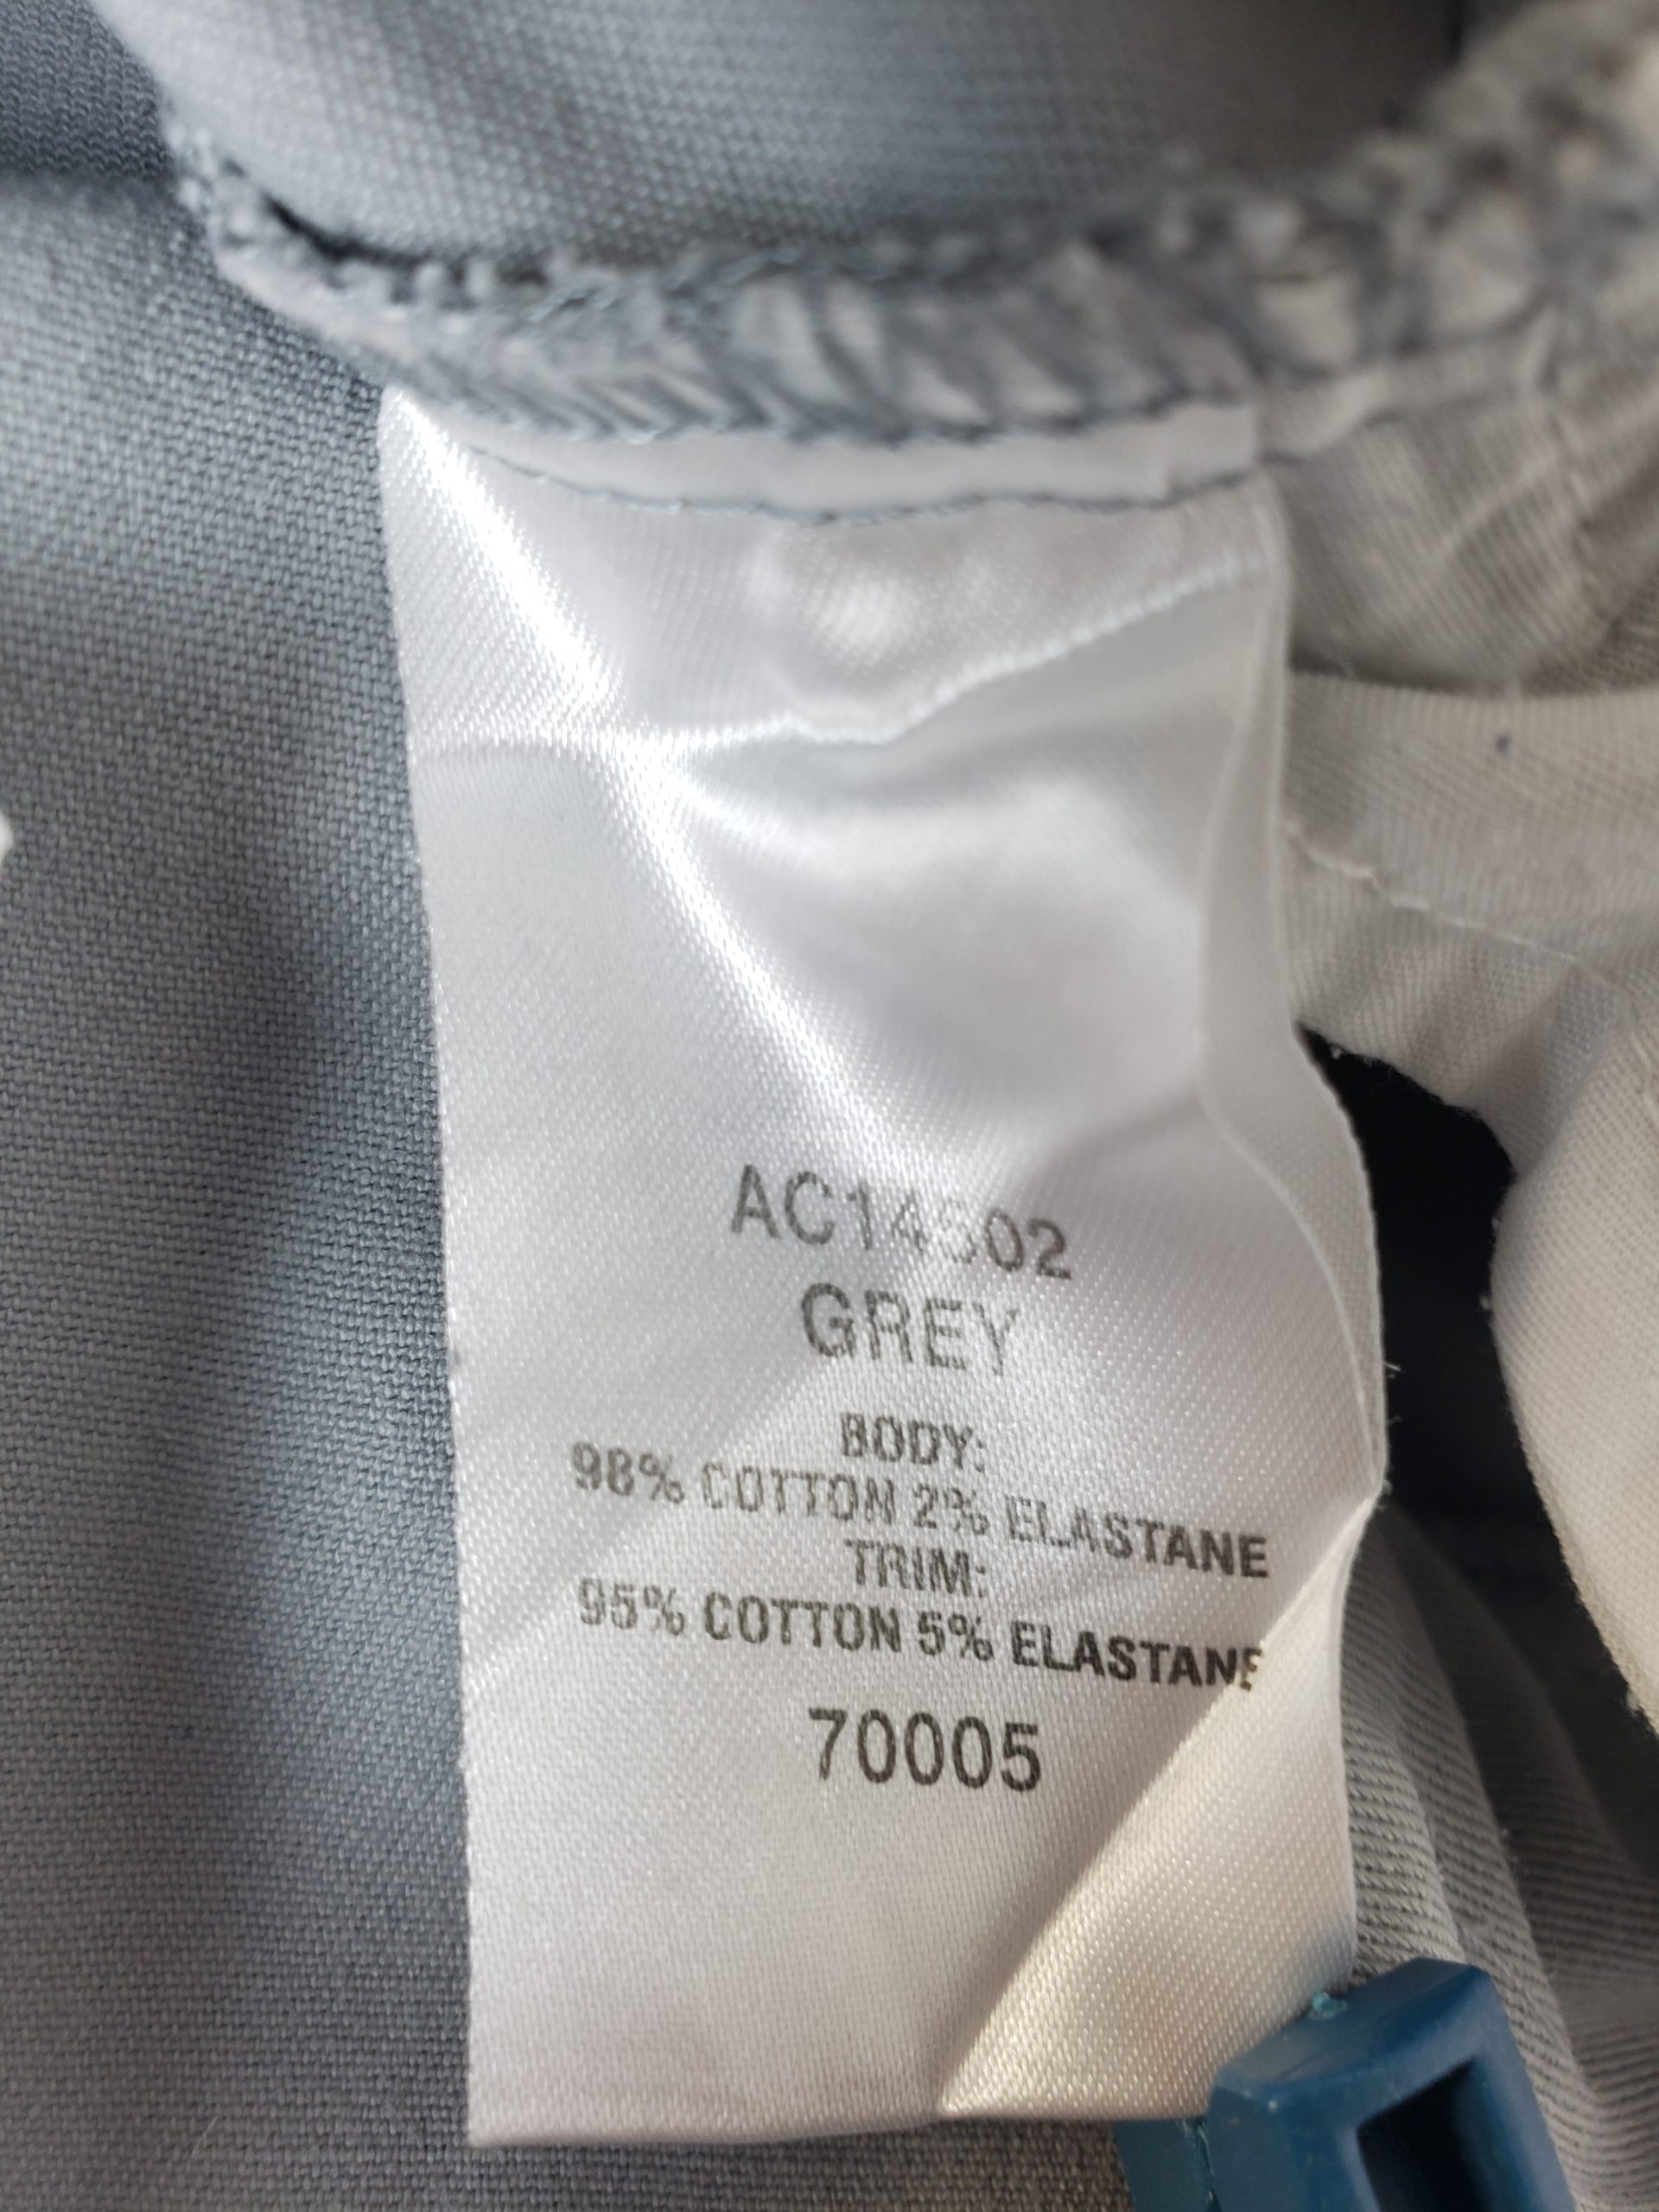 GREY
BODY:
98% COTTON 2% ELASTANE
TRIM:
95% COTTON 5% ELASTANE
70005